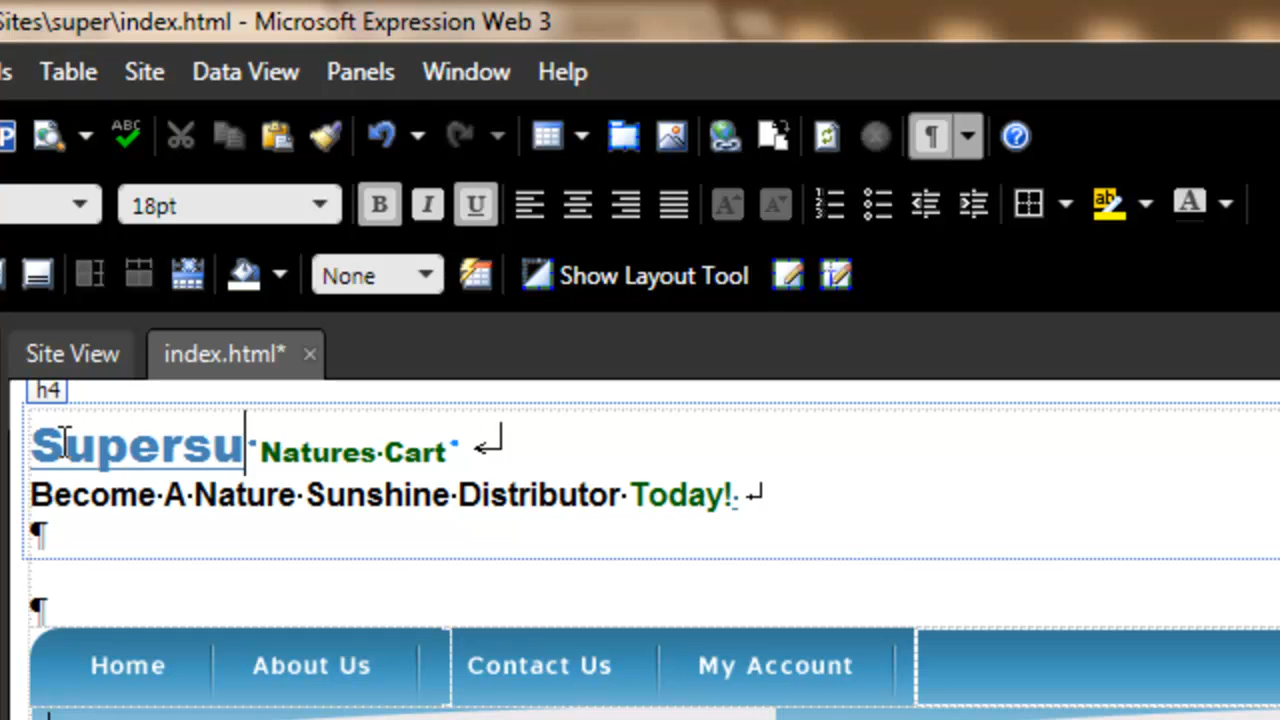 Sites\super\index.html - Microsoft Expression Web 3
Table Site Data View Panels Window Help
ABC
18pt B I U A A ab A
None Show Layout Tool
Site View index.html* ×
h4
Supersu Natures·Cart
Become·A·Nature·Sunshine·Distributor·Today!
¶
¶
Home About Us Contact Us My Account